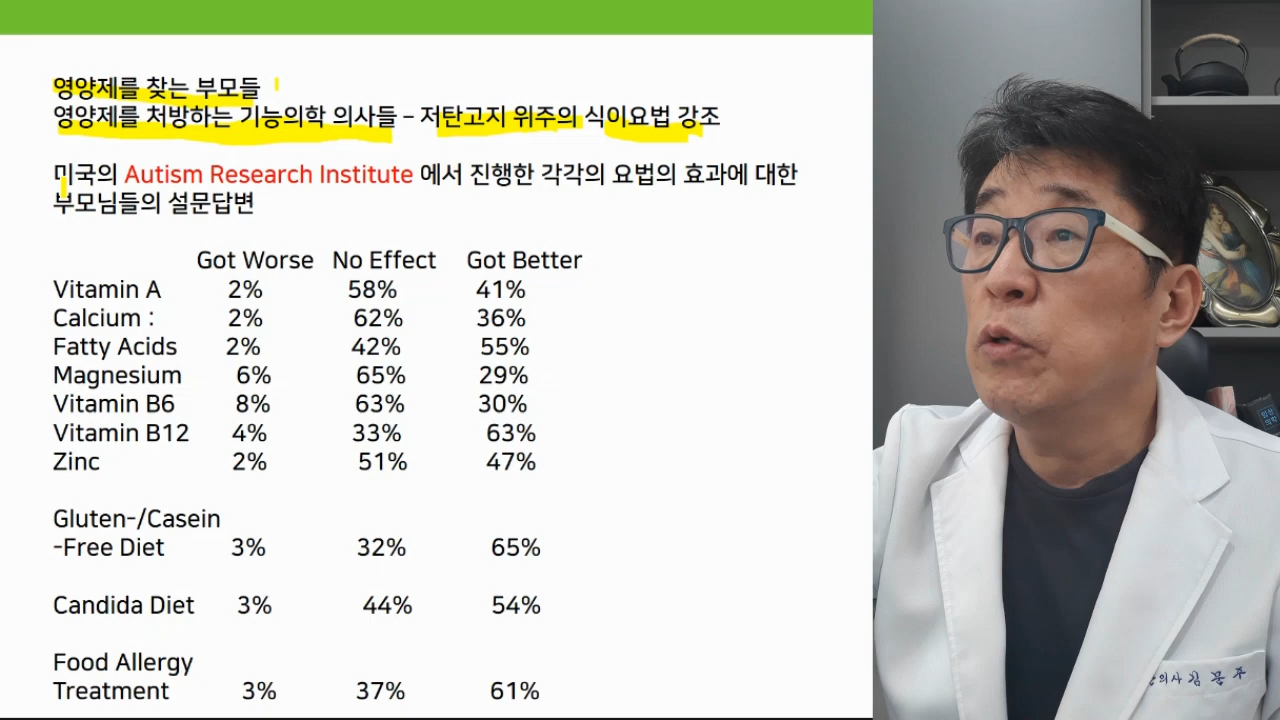 영양제를 찾는 부모들
영양제를 처방하는 기능의학 의사들 – 저탄고지 위주의 식이요법 강조
미국의 Autism Research Institute 에서 진행한 각각의 요법의 효과에 대한
부모님들의 설문답변
Got Worse No Effect Got Better
Vitamin A 2% 58% 41%
Calcium : 2% 62% 36%
Fatty Acids 2% 42% 55%
Magnesium 6% 65% 29%
Vitamin B6 8% 63% 30%
Vitamin B12 4% 33% 63%
Zinc 2% 51% 47%
Gluten-/Casein
-Free Diet 3% 32% 65%
Candida Diet 3% 44% 54%
Food Allergy
Treatment 3% 37% 61%